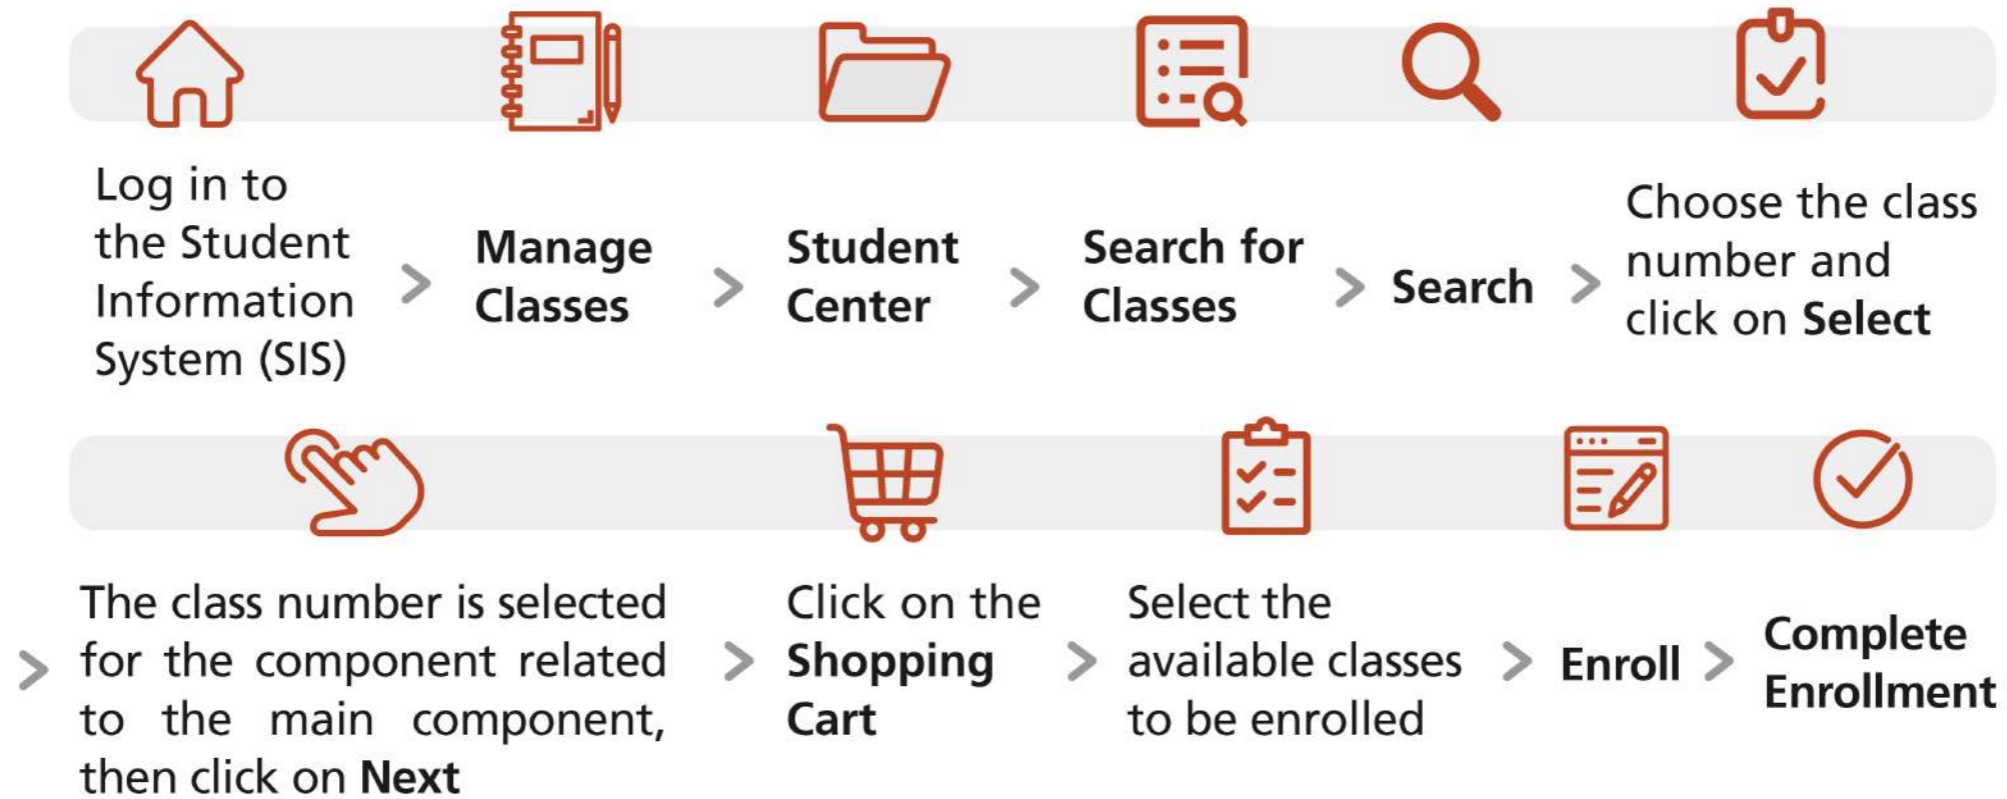 Log in to
the Student
Information
System (SIS)
>
Manage
Classes
>
Student
Center
>
Search for
Classes
>
Search
>
Choose the class
number and
click on Select
>
The class number is selected
for the component related
to the main component,
then click on Next
>
Click on the
Shopping
Cart
>
Select the
available classes
to be enrolled
>
Enroll
>
Complete
Enrollment